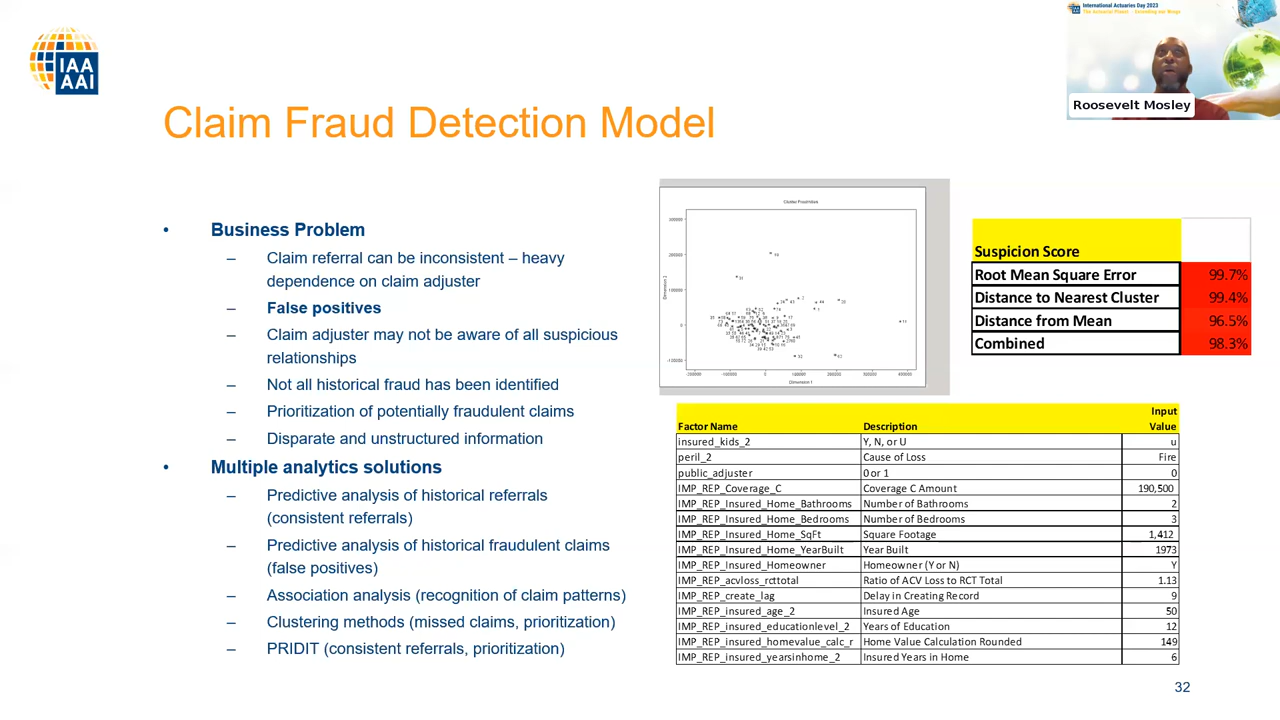 International Actuaries Day 2023
IAA
AAI
Roosevelt Mosley
Claim Fraud Detection Model
• Business Problem
– Claim referral can be inconsistent – heavy
dependence on claim adjuster
– False positives
– Claim adjuster may not be aware of all suspicious
relationships
– Not all historical fraud has been identified
– Prioritization of potentially fraudulent claims
– Disparate and unstructured information
• Multiple analytics solutions
– Predictive analysis of historical referrals
(consistent referrals)
– Predictive analysis of historical fraudulent claims
(false positives)
– Association analysis (recognition of claim patterns)
– Clustering methods (missed claims, prioritization)
– PRIDIT (consistent referrals, prioritization)
Dimension 1
Suspicion Score
Root Mean Square Error 99.7%
Distance to Nearest Cluster 99.4%
Distance from Mean 96.5%
Combined 98.3%
Input
Factor Name Description Value
insured_kids_2 Y, N, or U u
peril_2 Cause of Loss Fire
public_adjuster 0 or 1 0
IMP_REP_Coverage_C Coverage C Amount 190,500
IMP_REP_Insured_Home_Bathrooms Number of Bathrooms 2
IMP_REP_Insured_Home_Bedrooms Number of Bedrooms 3
IMP_REP_Insured_Home_SqFt Square Footage 1,412
IMP_REP_Insured_Home_YearBuilt Year Built 1973
IMP_REP_Insured_Homeowner Homeowner (Y or N) Y
IMP_REP_acvloss_rcttotal Ratio of ACV Loss to RCT Total 1.13
IMP_REP_create_lag Delay in Creating Record 9
IMP_REP_insured_age_2 Insured Age 50
IMP_REP_insured_educationlevel_2 Years of Education 12
IMP_REP_insured_homevalue_calc_r Home Value Calculation Rounded 149
IMP_REP_insured_yearsinhome_2 Insured Years in Home 6
32